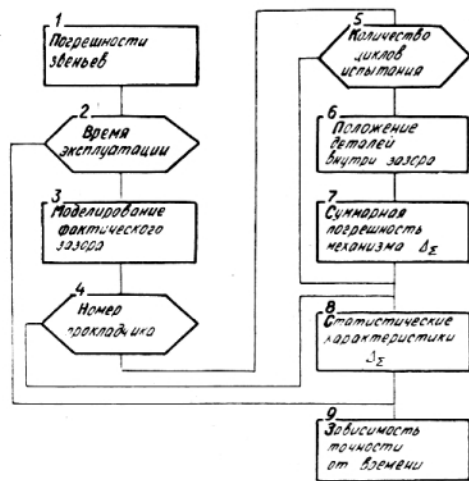 1
Погрешности
звеньев
2
Время
эксплуатации
3
Моделирование
фактического
зазора
4
Номер
прокладчика
5
Количество
циклов
испытания
6
Положение
деталей
внутри зазора
7
Суммарная
погрешность
механизма Δ_Σ
8
Статистические
характеристики
Δ_Σ
9
Зависимость
точности
от времени